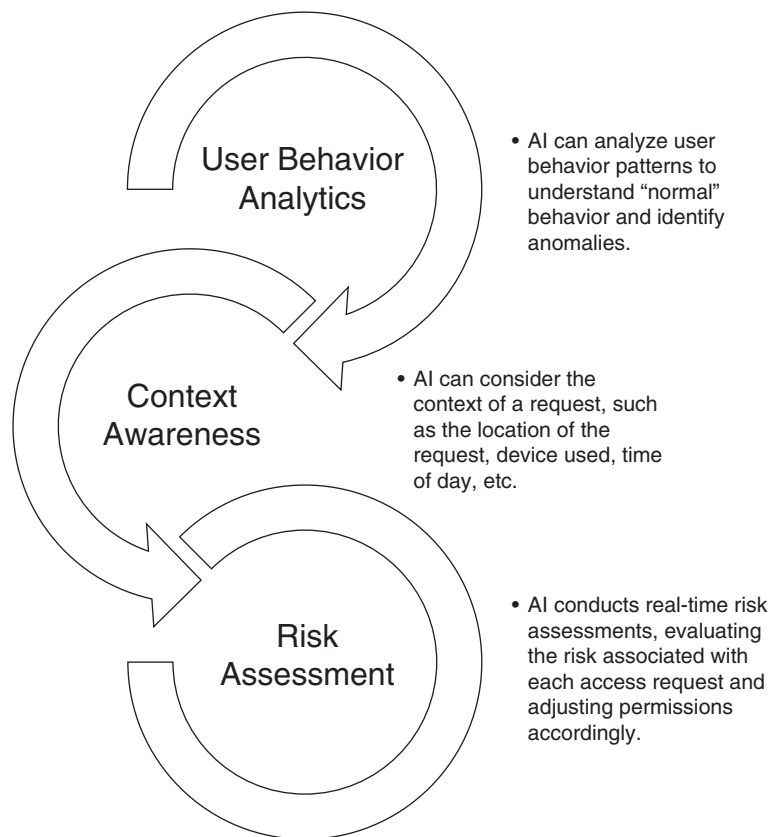 User Behavior
Analytics
• AI can analyze user
behavior patterns to
understand “normal”
behavior and identify
anomalies.
Context
Awareness
• AI can consider the
context of a request, such
as the location of the
request, device used, time
of day, etc.
Risk
Assessment
• AI conducts real-time risk
assessments, evaluating
the risk associated with
each access request and
adjusting permissions
accordingly.